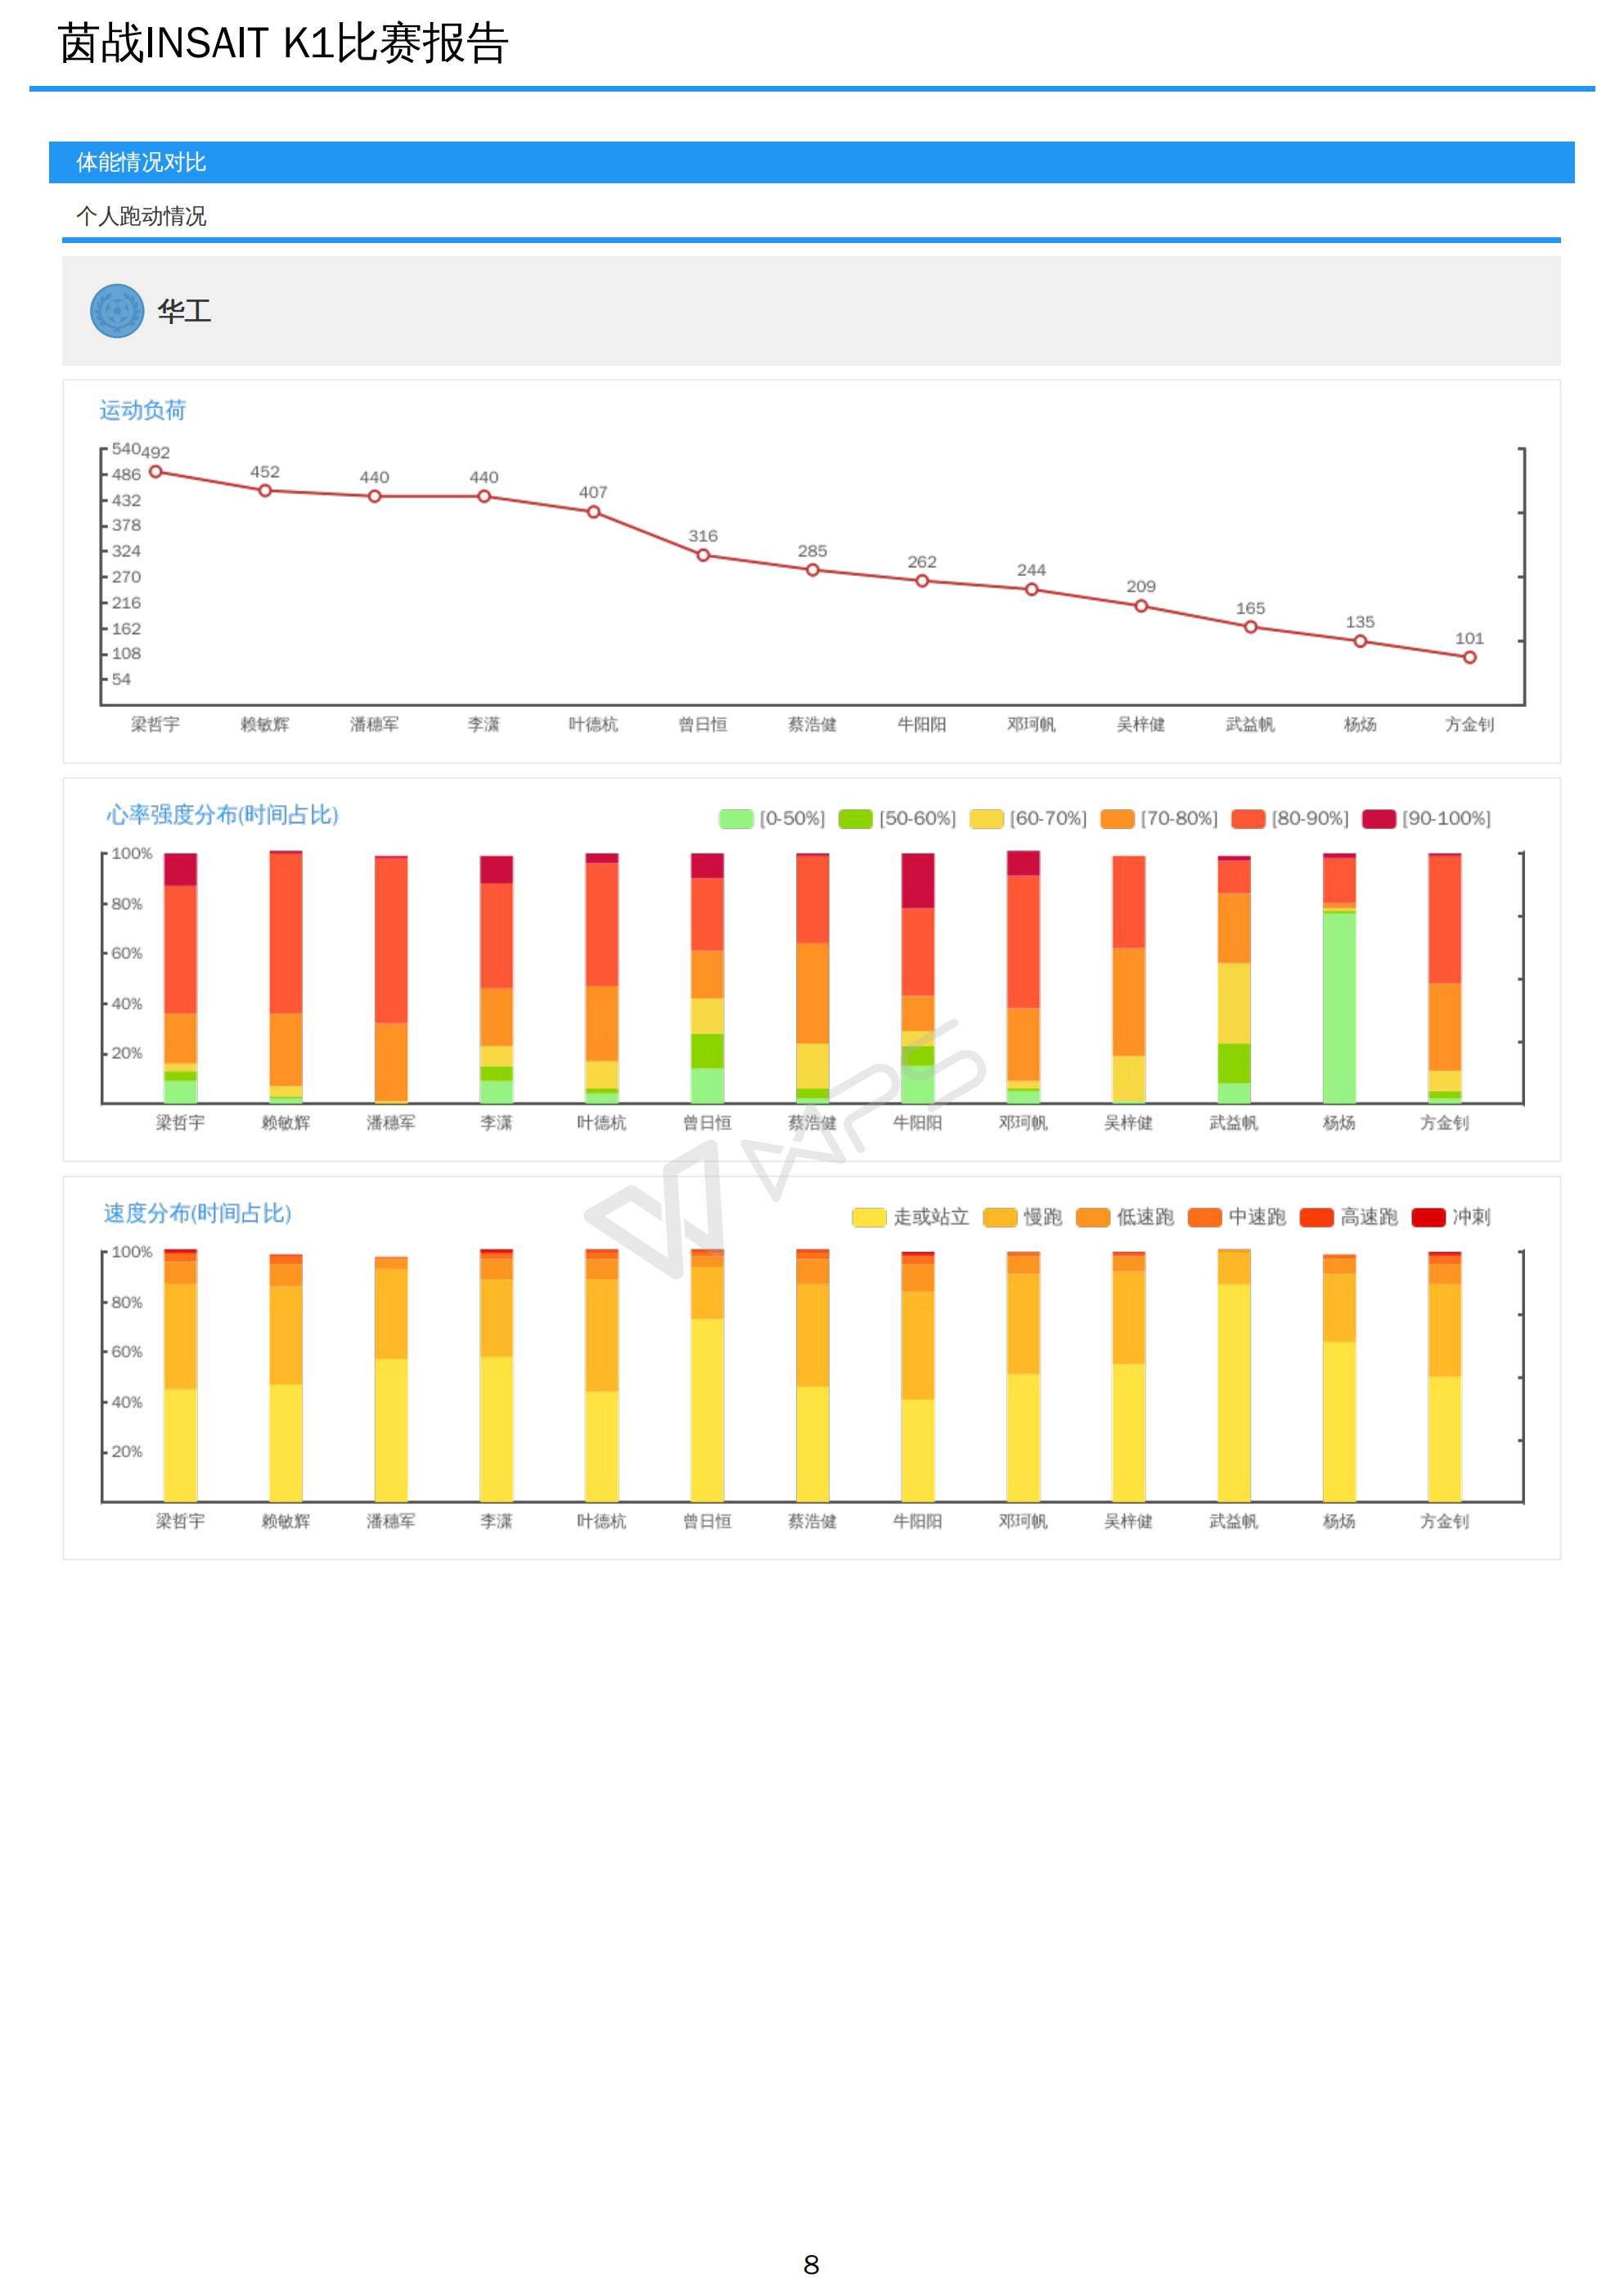 茵战INSAIT K1比赛报告
体能情况对比
个人跑动情况
华工
运动负荷
540
486
432
378
324
270
216
162
108
54
492
452
440
440
407
316
285
262
244
209
165
135
101
梁哲宇 赖敏辉 潘穗军 李潇 叶德杭 曾日恒 蔡浩健 牛阳阳 邓珂帆 吴梓健 武益帆 杨炀 方金钊
心率强度分布(时间占比)
[0-50%] [50-60%] [60-70%] [70-80%] [80-90%] [90-100%]
100%
80%
60%
40%
20%
梁哲宇 赖敏辉 潘穗军 李潇 叶德杭 曾日恒 蔡浩健 牛阳阳 邓珂帆 吴梓健 武益帆 杨炀 方金钊
WPS
速度分布(时间占比)
走或站立 慢跑 低速跑 中速跑 高速跑 冲刺
100%
80%
60%
40%
20%
梁哲宇 赖敏辉 潘穗军 李潇 叶德杭 曾日恒 蔡浩健 牛阳阳 邓珂帆 吴梓健 武益帆 杨炀 方金钊
8